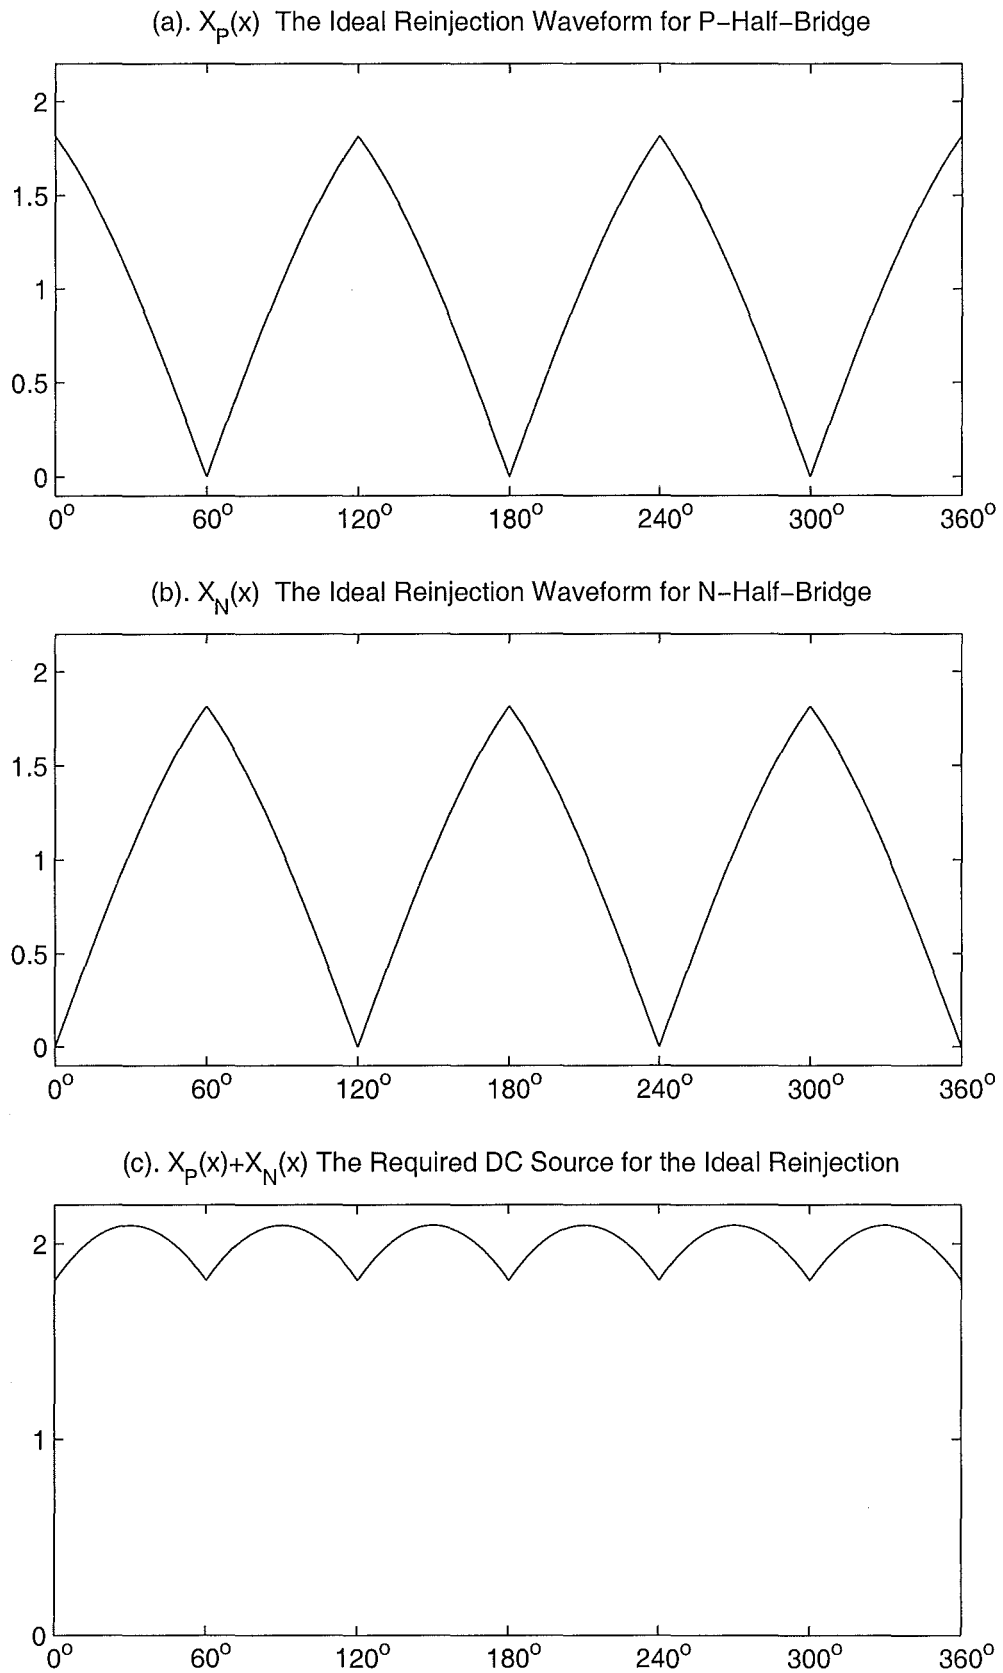 (a). X_P(x) The Ideal Reinjection Waveform for P−Half−Bridge
2
1.5
1
0.5
0
0° 60° 120° 180° 240° 300° 360°
(b). X_N(x) The Ideal Reinjection Waveform for N−Half−Bridge
2
1.5
1
0.5
0
0° 60° 120° 180° 240° 300° 360°
(c). X_P(x)+X_N(x) The Required DC Source for the Ideal Reinjection
2
1
0
0° 60° 120° 180° 240° 300° 360°